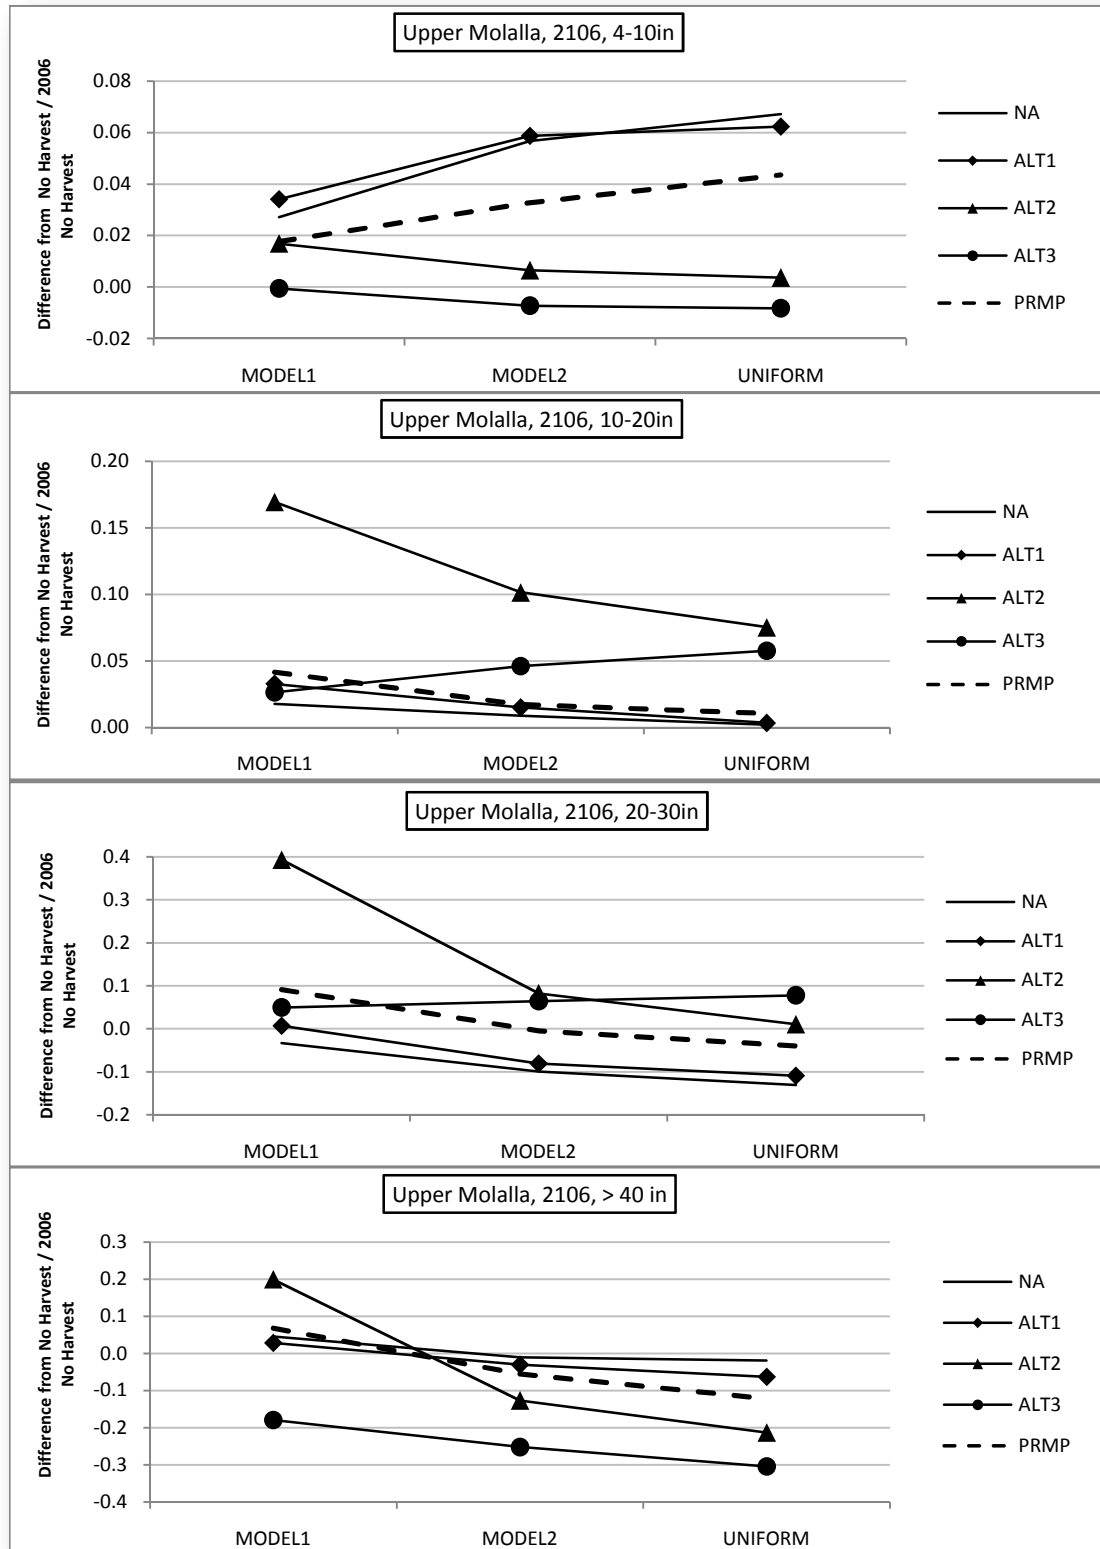 Upper Molalla, 2106, 4-10in
Difference from No Harvest / 2006
No Harvest
0.08
0.06
0.04
0.02
0.00
-0.02
MODEL1
MODEL2
UNIFORM
NA
ALT1
ALT2
ALT3
PRMP
Upper Molalla, 2106, 10-20in
Difference from No Harvest / 2006
No Harvest
0.20
0.15
0.10
0.05
0.00
MODEL1
MODEL2
UNIFORM
NA
ALT1
ALT2
ALT3
PRMP
Upper Molalla, 2106, 20-30in
Difference from No Harvest / 2006
No Harvest
0.4
0.3
0.2
0.1
0.0
-0.1
-0.2
MODEL1
MODEL2
UNIFORM
NA
ALT1
ALT2
ALT3
PRMP
Upper Molalla, 2106, > 40 in
Difference from No Harvest / 2006
No Harvest
0.3
0.2
0.1
0.0
-0.1
-0.2
-0.3
-0.4
MODEL1
MODEL2
UNIFORM
NA
ALT1
ALT2
ALT3
PRMP